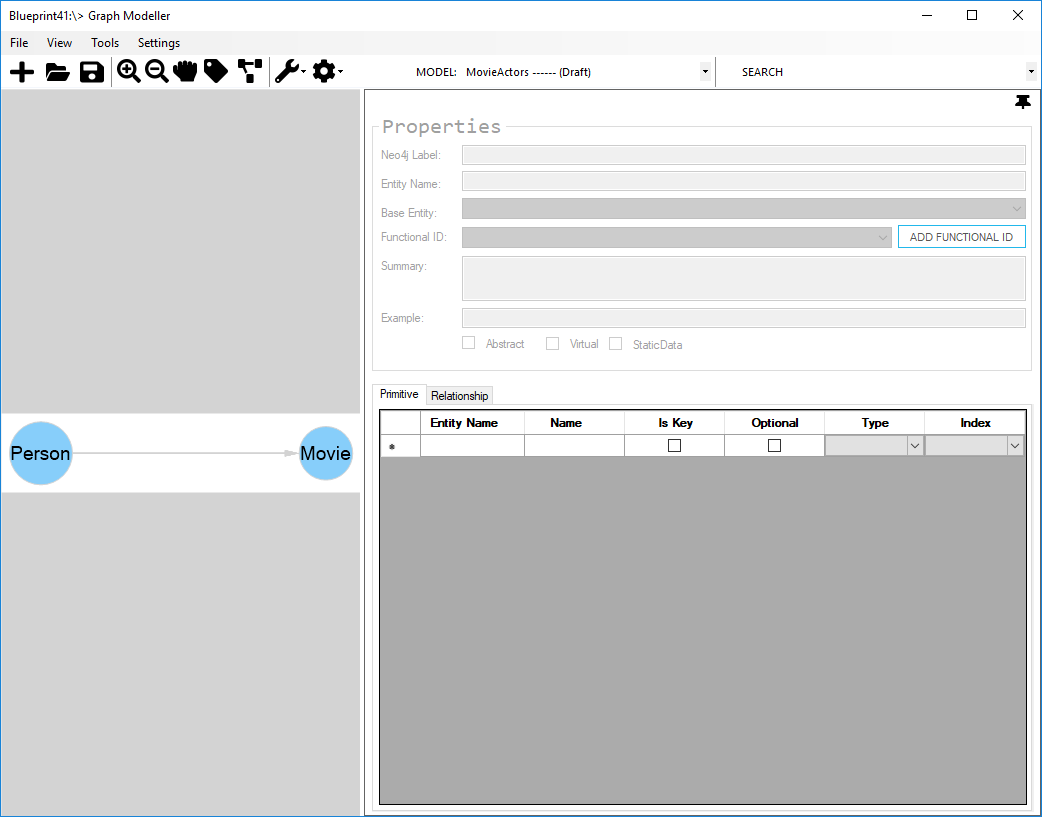 Blueprint41:\> Graph Modeller
File View Tools Settings
MODEL: MovieActors ------ (Draft) SEARCH
Properties
Neo4j Label:
Entity Name:
Base Entity:
Functional ID: ADD FUNCTIONAL ID
Summary:
Example:
Abstract Virtual StaticData
Primitive Relationship
Entity Name Name Is Key Optional Type Index
*
Person Movie